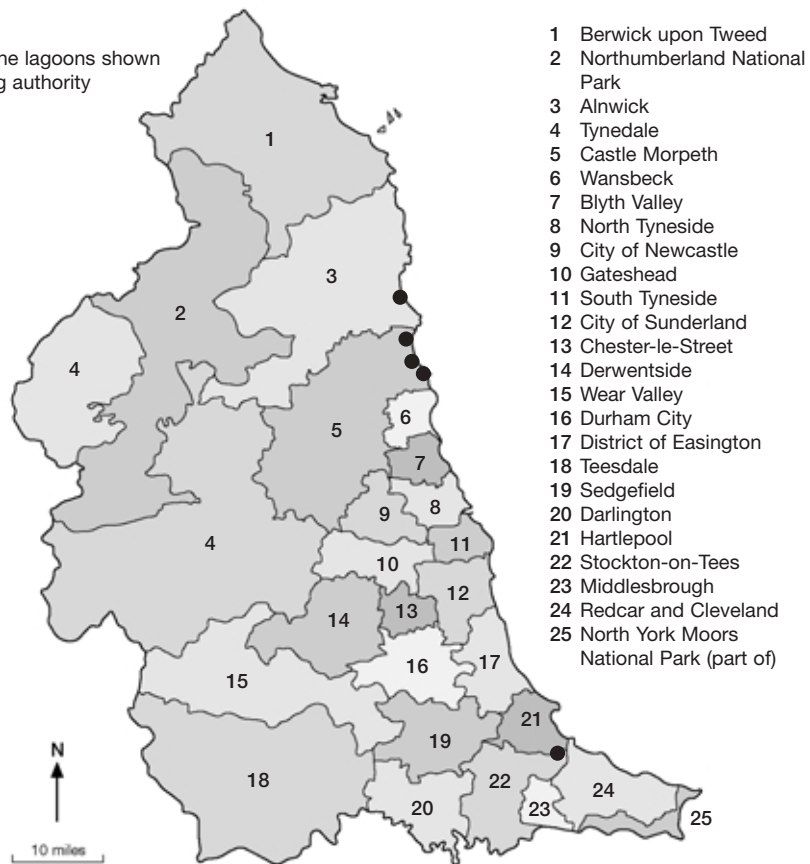 lagoons shown
g authority
1 Berwick upon Tweed
2 Northumberland National
Park
3 Alnwick
4 Tynedale
5 Castle Morpeth
6 Wansbeck
7 Blyth Valley
8 North Tyneside
9 City of Newcastle
10 Gateshead
11 South Tyneside
12 City of Sunderland
13 Chester-le-Street
14 Derwentside
15 Wear Valley
16 Durham City
17 District of Easington
18 Teesdale
19 Sedgefield
20 Darlington
21 Hartlepool
22 Stockton-on-Tees
23 Middlesbrough
24 Redcar and Cleveland
25 North York Moors
National Park (part of)
1
2
3
4
5
6
7
8
9
4
10
11
12
13
14
15
16
17
18
19
20
21
22
23
24
25
N
10 miles